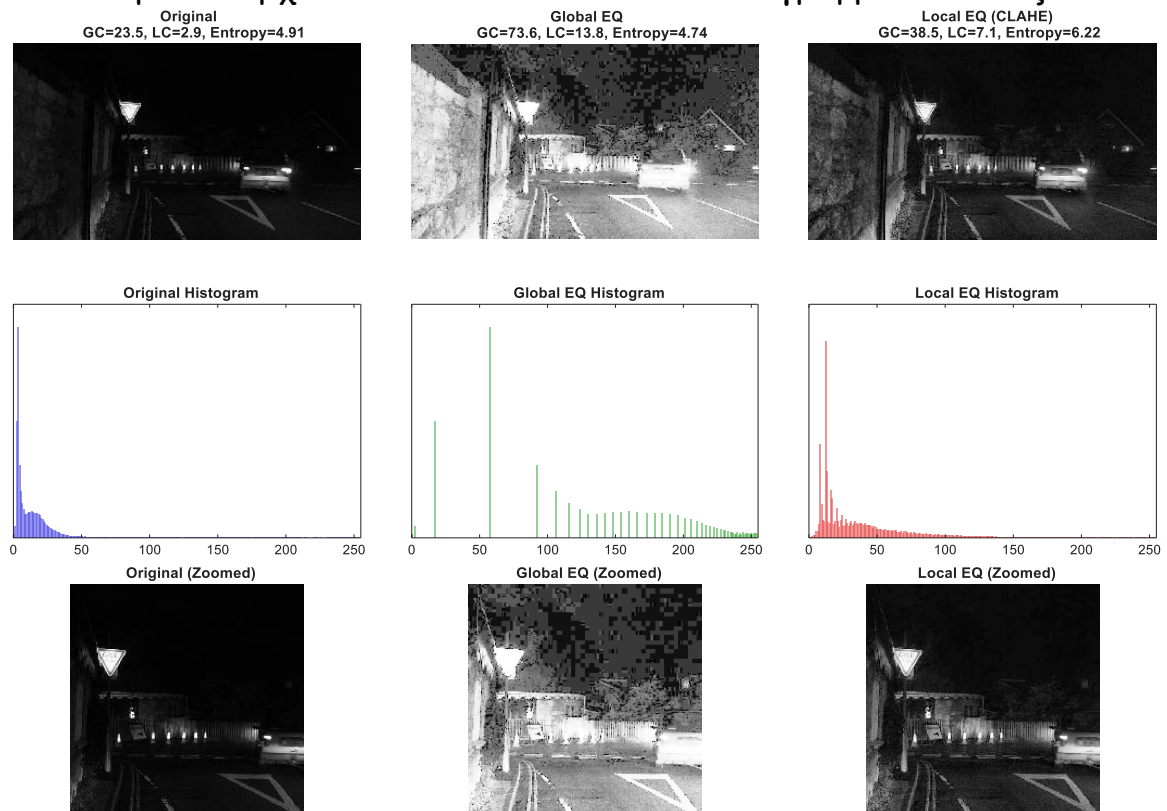 Original
GC=23.5, LC=2.9, Entropy=4.91
Global EQ
GC=73.6, LC=13.8, Entropy=4.74
Local EQ (CLAHE)
GC=38.5, LC=7.1, Entropy=6.22
Original Histogram
0 50 100 150 200 250
Global EQ Histogram
0 50 100 150 200 250
Local EQ Histogram
0 50 100 150 200 250
Original (Zoomed)
Global EQ (Zoomed)
Local EQ (Zoomed)